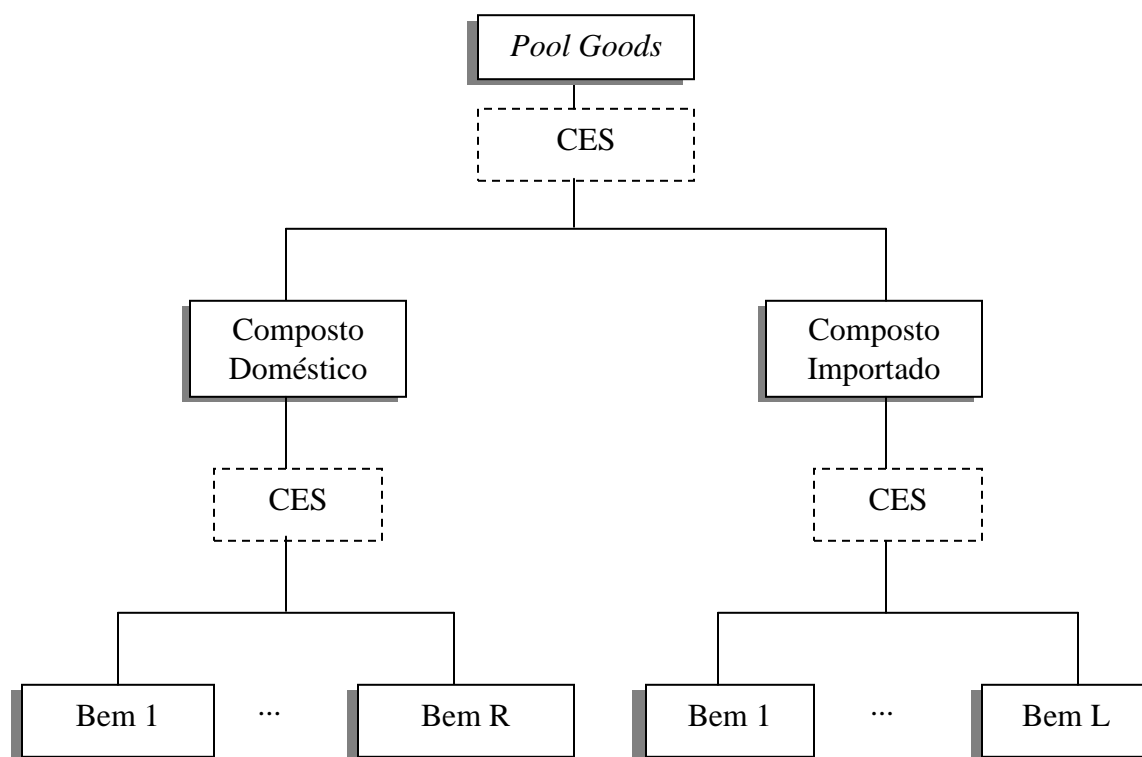 Pool Goods
CES
Composto
Doméstico
Composto
Importado
CES
CES
Bem 1
...
Bem R
Bem 1
...
Bem L